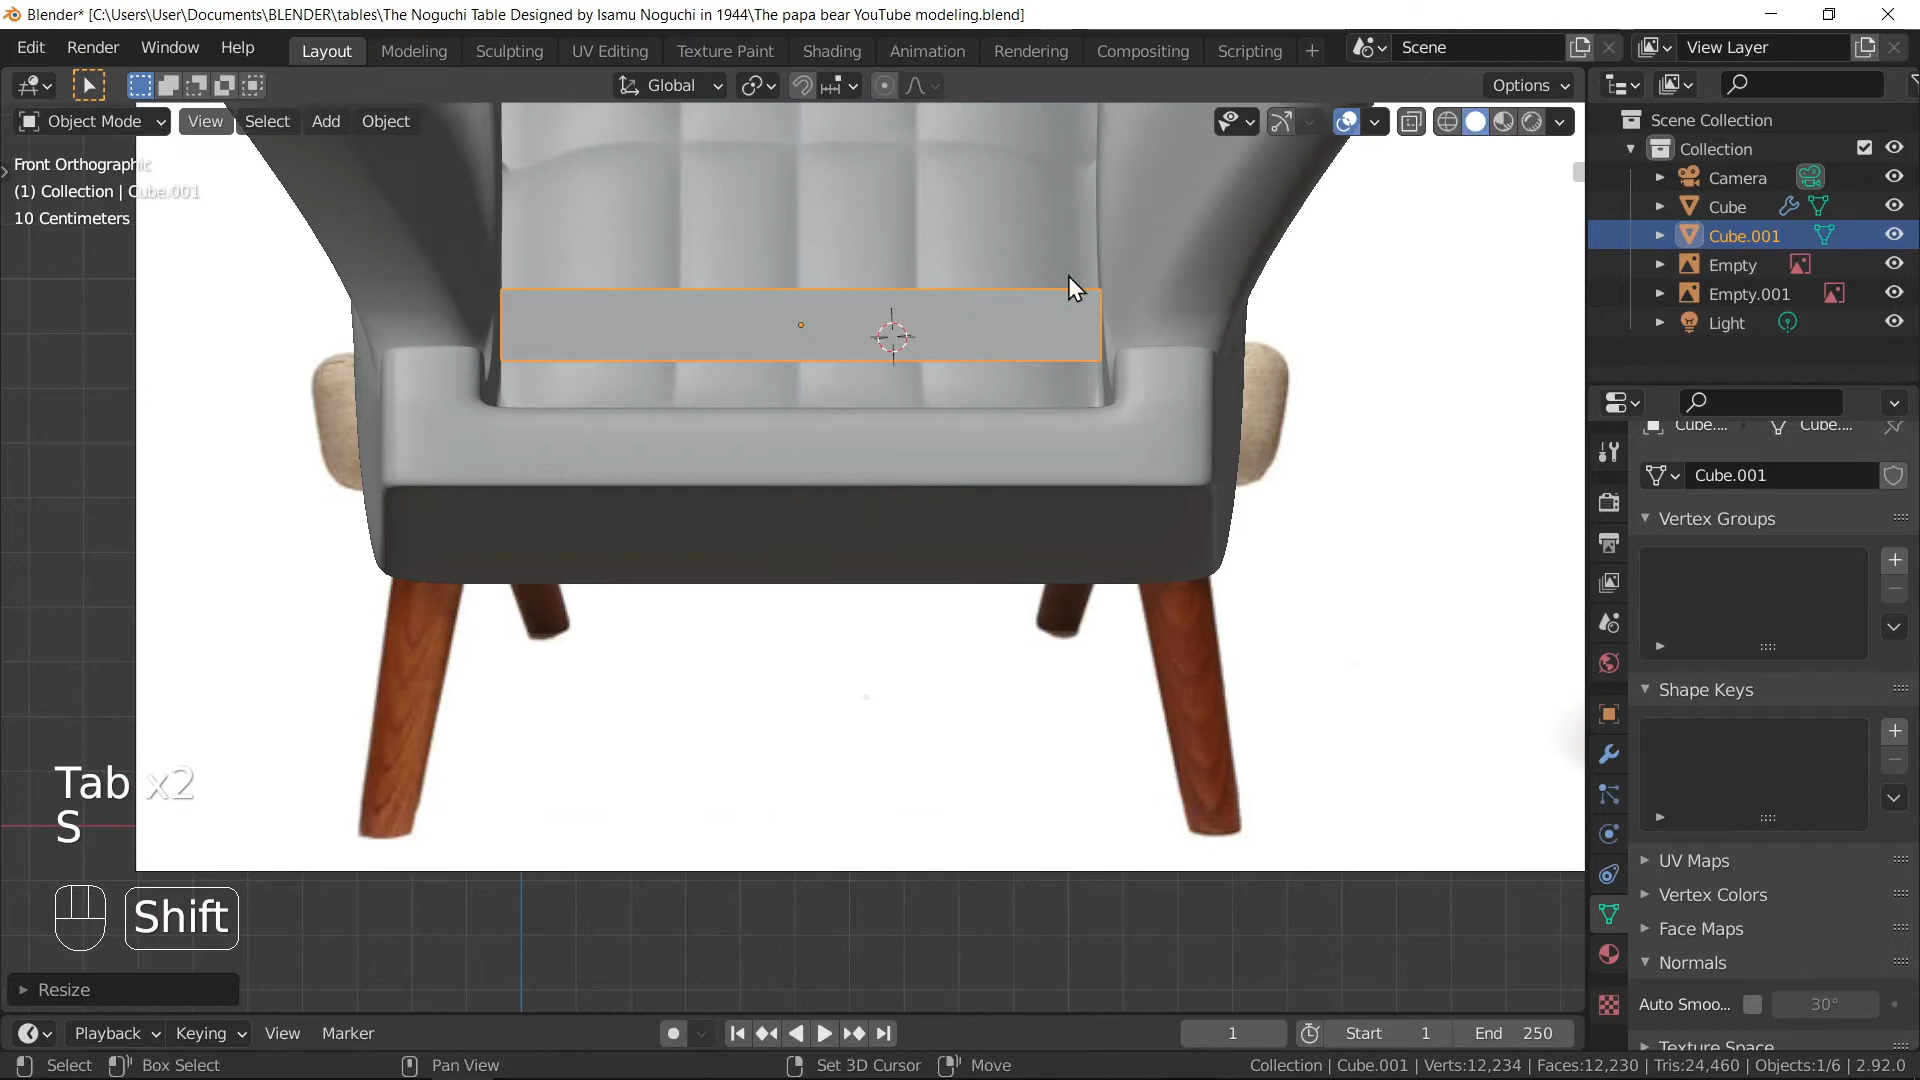 Blender* [C:\Users\User\Documents\BLENDER\tables\The Noguchi Table Designed by Isamu Noguchi in 1944\The papa bear YouTube modeling.blend]
Edit Render Window Help Layout Modeling Sculpting UV Editing Texture Paint Shading Animation Rendering Compositing Scripting + Scene View Layer
Global Options
Object Mode View Select Add Object
Front Orthographic
(1) Collection | Cube.001
10 Centimeters
Scene Collection
Collection
Camera
Cube
Cube.001
Empty
Empty.001
Light
Cube.... Cube....
Cube.001
Vertex Groups
Shape Keys
UV Maps
Vertex Colors
Face Maps
Normals
Auto Smoo... 30°
Texture Space
Tab x2
S
Shift
Resize
Playback Keying View Marker 1 Start 1 End 250
Select Box Select Pan View Set 3D Cursor Move Collection | Cube.001 | Verts:12,234 | Faces:12,230 | Tris:24,460 | Objects:1/6 | 2.92.0